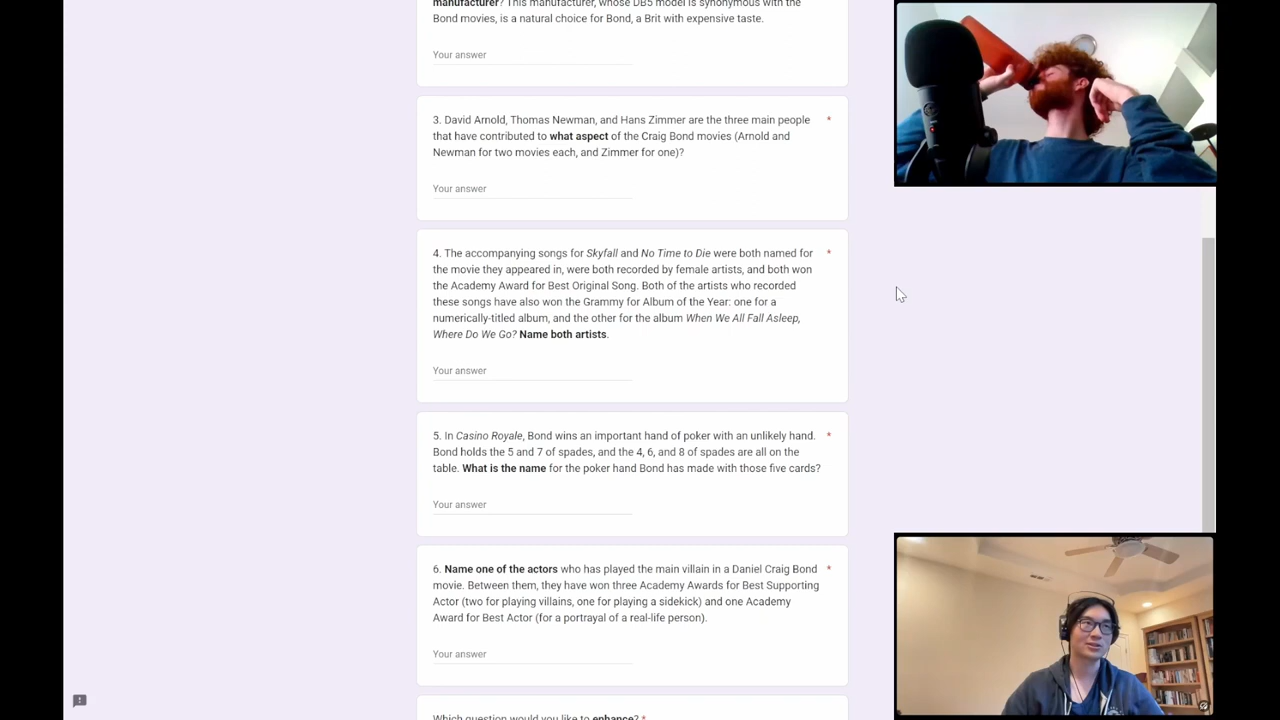 manufacturer? This manufacturer, whose DB5 model is synonymous with the
Bond movies, is a natural choice for Bond, a Brit with expensive taste.
Your answer
3. David Arnold, Thomas Newman, and Hans Zimmer are the three main people *
that have contributed to what aspect of the Craig Bond movies (Arnold and
Newman for two movies each, and Zimmer for one)?
Your answer
4. The accompanying songs for Skyfall and No Time to Die were both named for *
the movie they appeared in, were both recorded by female artists, and both won
the Academy Award for Best Original Song. Both of the artists who recorded
these songs have also won the Grammy for Album of the Year: one for a
numerically-titled album, and the other for the album When We All Fall Asleep,
Where Do We Go? Name both artists.
Your answer
5. In Casino Royale, Bond wins an important hand of poker with an unlikely hand. *
Bond holds the 5 and 7 of spades, and the 4, 6, and 8 of spades are all on the
table. What is the name for the poker hand Bond has made with those five cards?
Your answer
6. Name one of the actors who has played the main villain in a Daniel Craig Bond *
movie. Between them, they have won three Academy Awards for Best Supporting
Actor (two for playing villains, one for playing a sidekick) and one Academy
Award for Best Actor (for a portrayal of a real-life person).
Your answer
Which question would you like to enhance? *